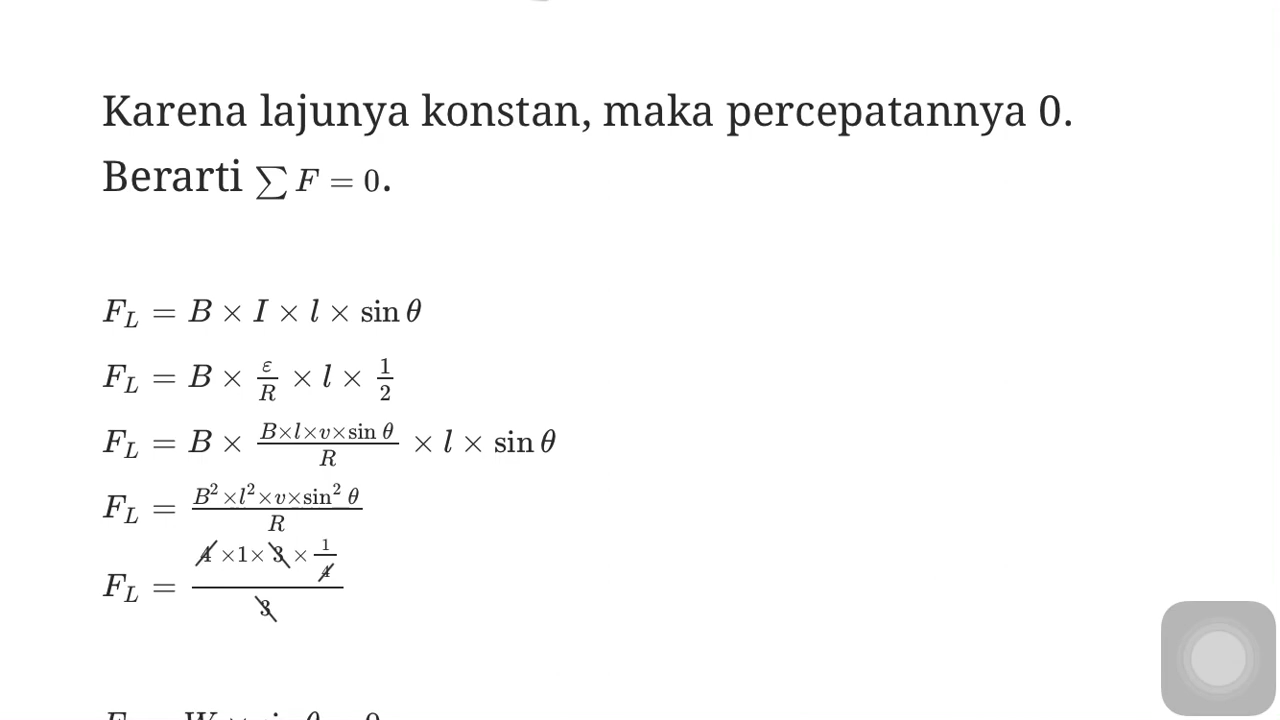 Karena lajunya konstan, maka percepatannya 0.
Berarti ∑ F = 0.
F_L = B × I × l × sin θ
F_L = B × ε/R × l × 1/2
F_L = B × (B×l×v×sin θ)/R × l × sin θ
F_L = (B²×l²×v×sin² θ)/R
F_L = (4×1×3×1/4)/3